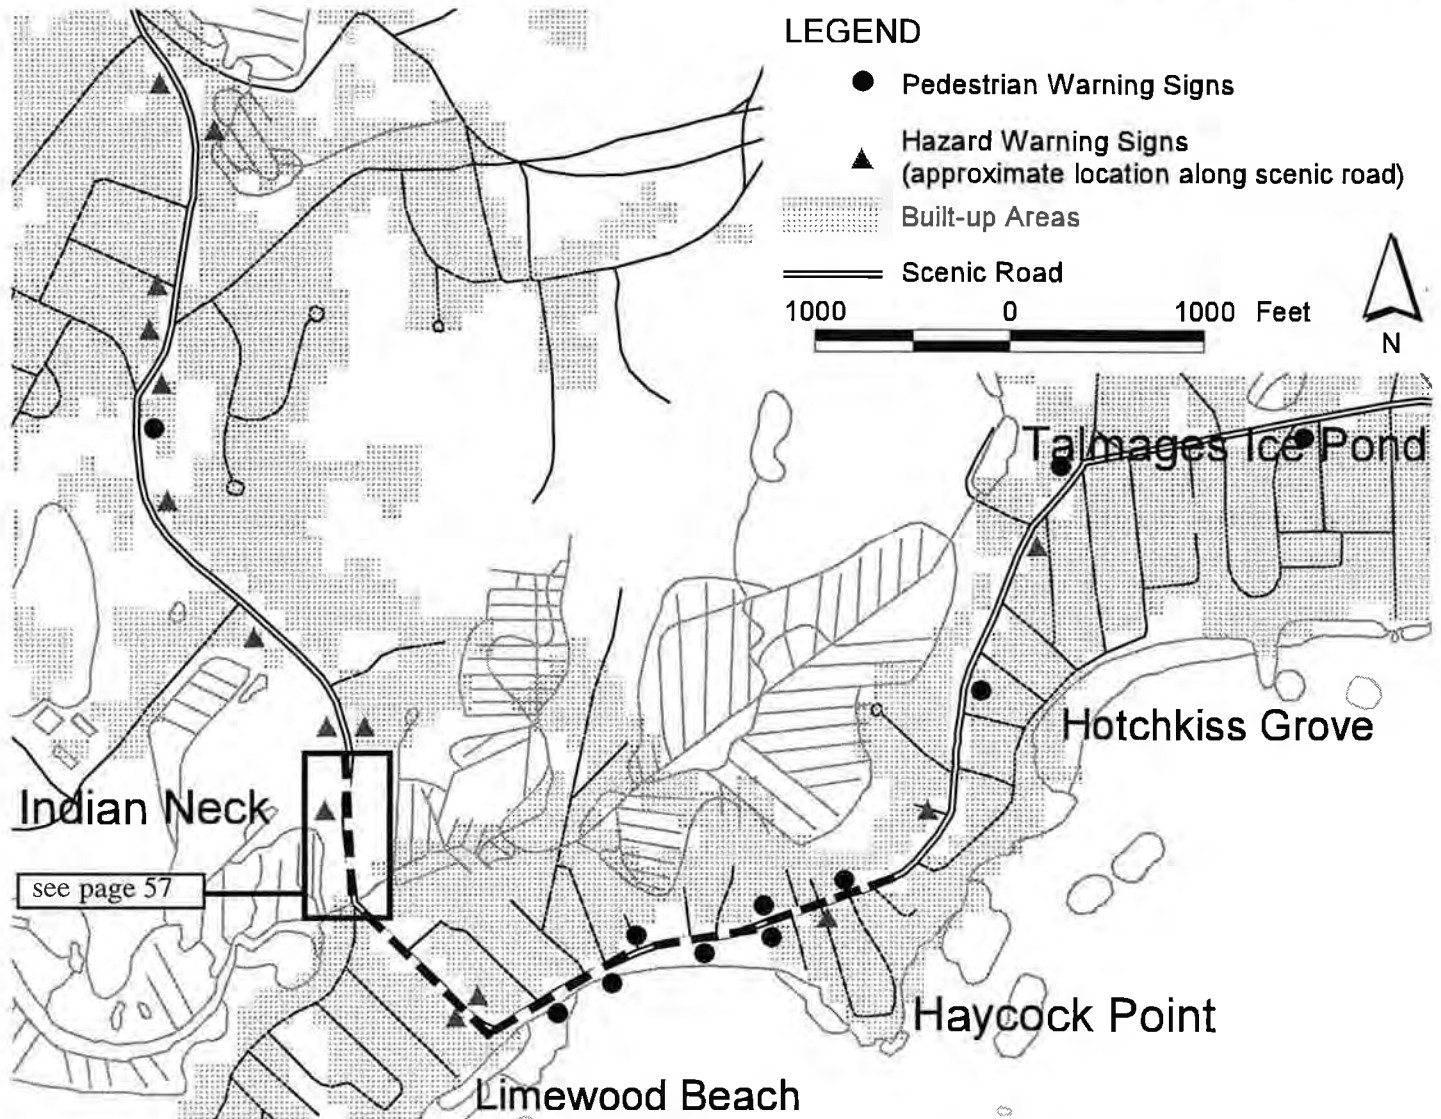 LEGEND
Pedestrian Warning Signs
Hazard Warning Signs
(approximate location along scenic road)
Built-up Areas
Scenic Road
1000 0 1000 Feet
N
Talmages Ice Pond
Hotchkiss Grove
Indian Neck
see page 57
Haycock Point
Limewood Beach